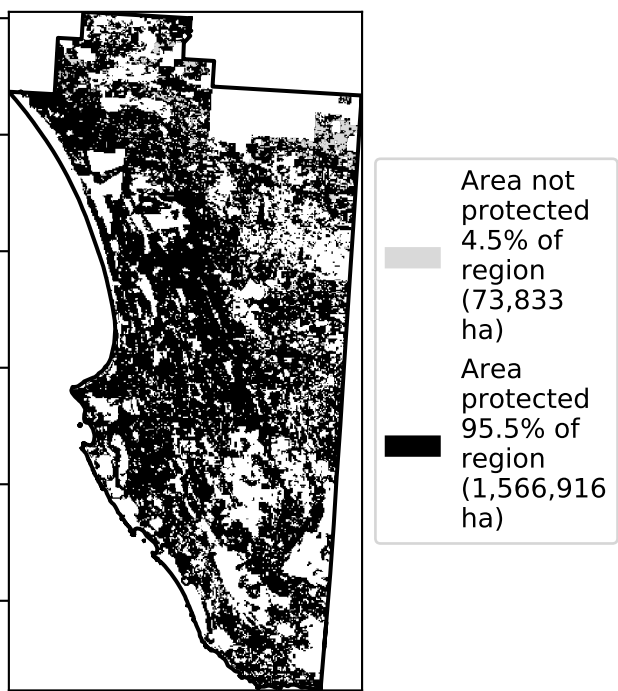 Area not
protected
4.5% of
region
(73,833
ha)
Area
protected
95.5% of
region
(1,566,916
ha)